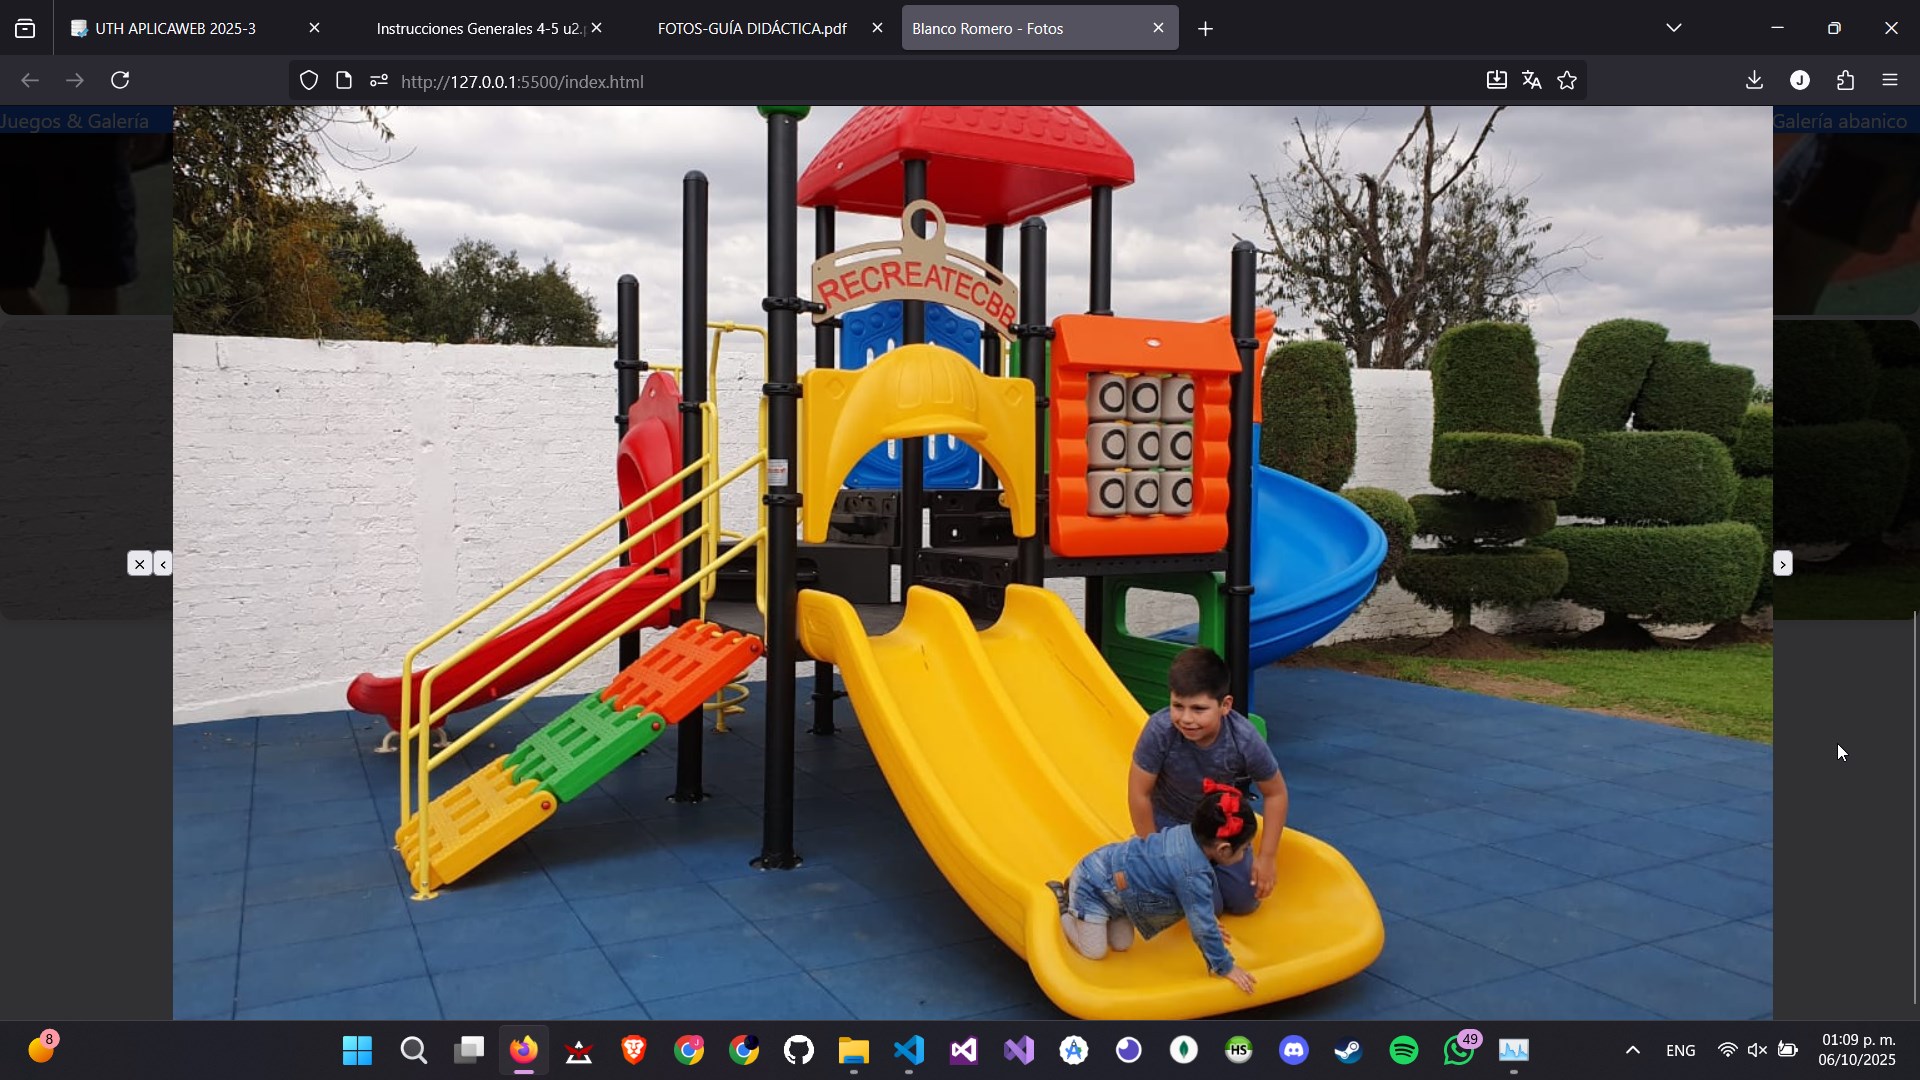 UTH APLICAWEB 2025-3
Instrucciones Generales 4-5 u2.
FOTOS-GUÍA DIDÁCTICA.pdf
Blanco Romero - Fotos
http://127.0.0.1:5500/index.html
Juegos & Galería
Galería abanico
RECREATECBB
8
49
ENG
01:09 p. m.
06/10/2025